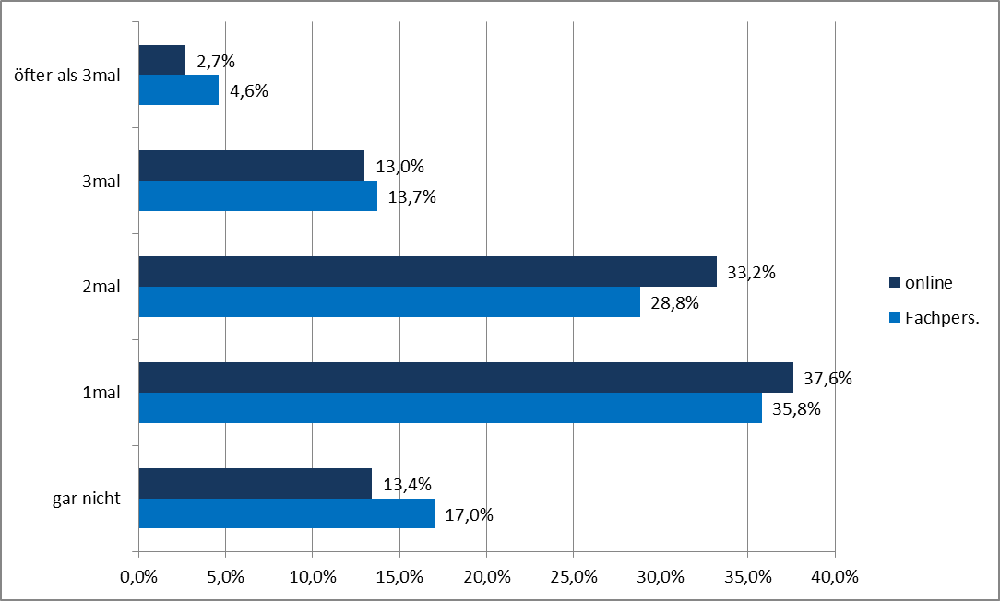 öfter als 3mal
2,7%
4,6%
3mal
13,0%
13,7%
2mal
33,2%
28,8%
1mal
37,6%
35,8%
gar nicht
13,4%
17,0%
0,0% 5,0% 10,0% 15,0% 20,0% 25,0% 30,0% 35,0% 40,0%
online
Fachpers.